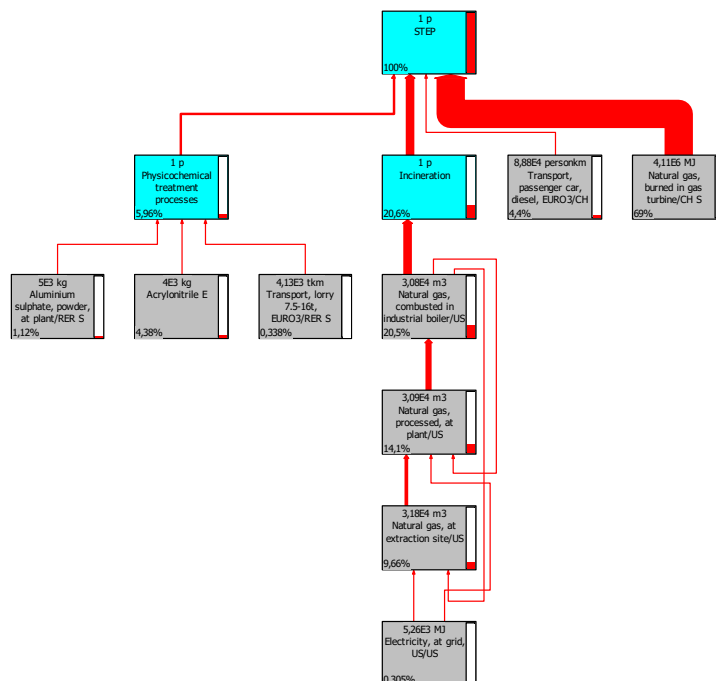 1 p
STEP
100%
1 p
Physicochemical
treatment
processes
5,96%
1 p
Incineration
20,6%
8,88E4 personkm
Transport,
passenger car,
diesel, EURO3/CH
4,4%
4,11E6 MJ
Natural gas,
burned in gas
turbine/CH S
69%
5E3 kg
Aluminium
sulphate, powder,
at plant/RER S
1,12%
4E3 kg
Acrylonitrile E
4,38%
4,13E3 tkm
Transport, lorry
7.5-16t,
EURO3/RER S
0,338%
3,08E4 m3
Natural gas,
combusted in
industrial boiler/US
20,5%
3,09E4 m3
Natural gas,
processed, at
plant/US
14,1%
3,18E4 m3
Natural gas, at
extraction site/US
9,66%
5,26E3 MJ
Electricity, at grid,
US/US
0,305%